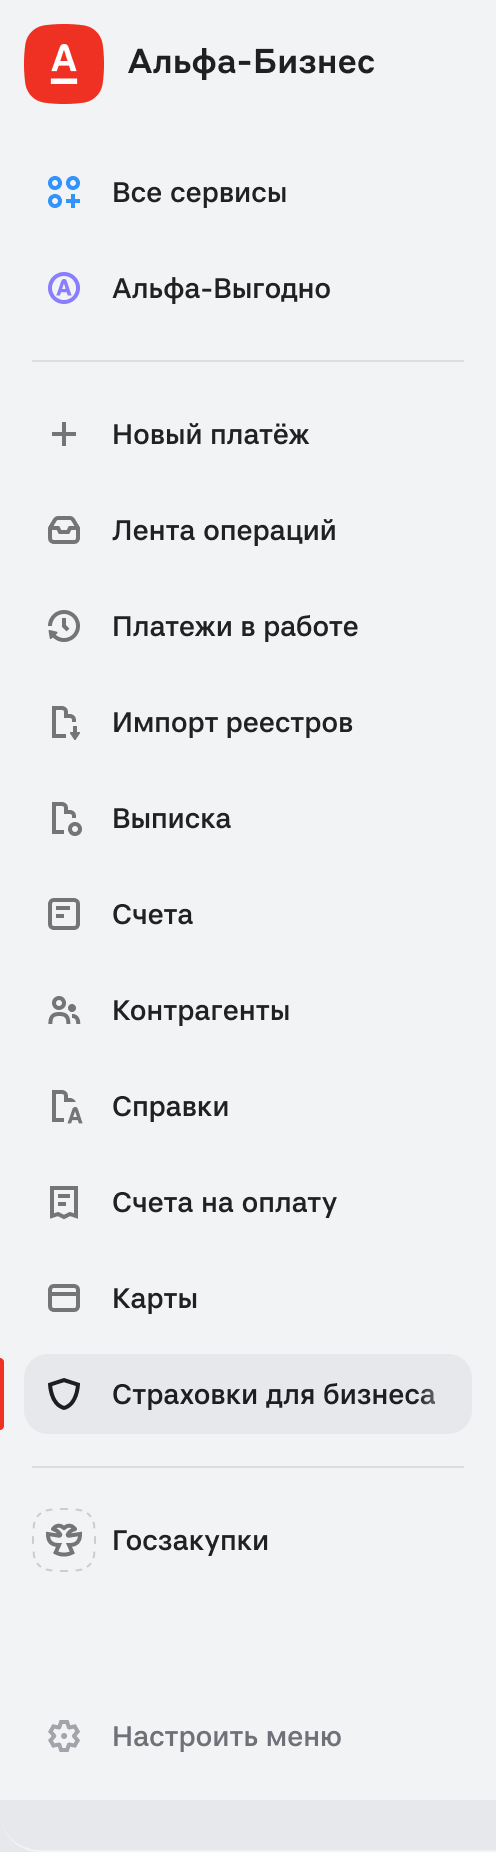 Альфа-Бизнес
Все сервисы
Альфа-Выгодно
Новый платёж
Лента операций
Платежи в работе
Импорт реестров
Выписка
Счета
Контрагенты
Справки
Счета на оплату
Карты
Страховки для бизнеса
Госзакупки
Настроить меню